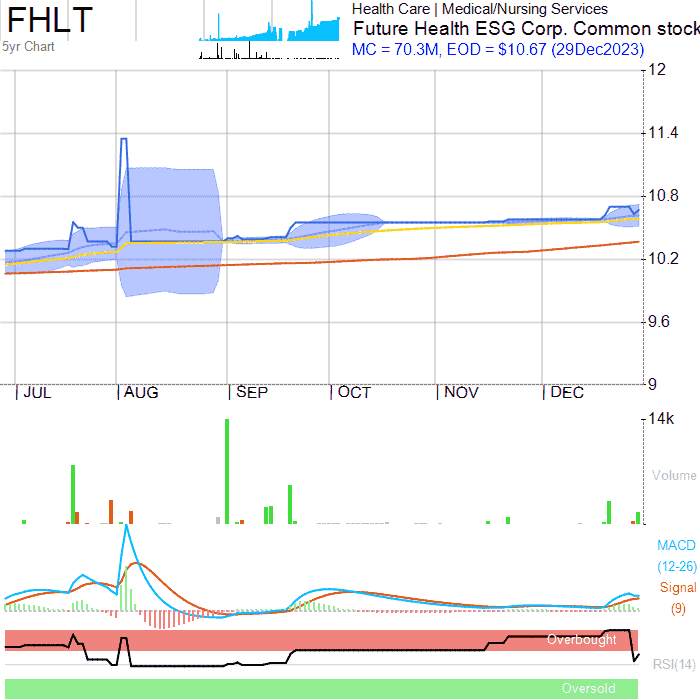 FHLT
5yr Chart
Health Care | Medical/Nursing Services
Future Health ESG Corp. Common stock
MC = 70.3M, EOD = $10.67 (29Dec2023)
12
11.4
10.8
10.2
9.6
9
JUL AUG SEP OCT NOV DEC
14k
Volume
MACD
(12-26)
Signal
(9)
Overbought
RSI(14)
Oversold